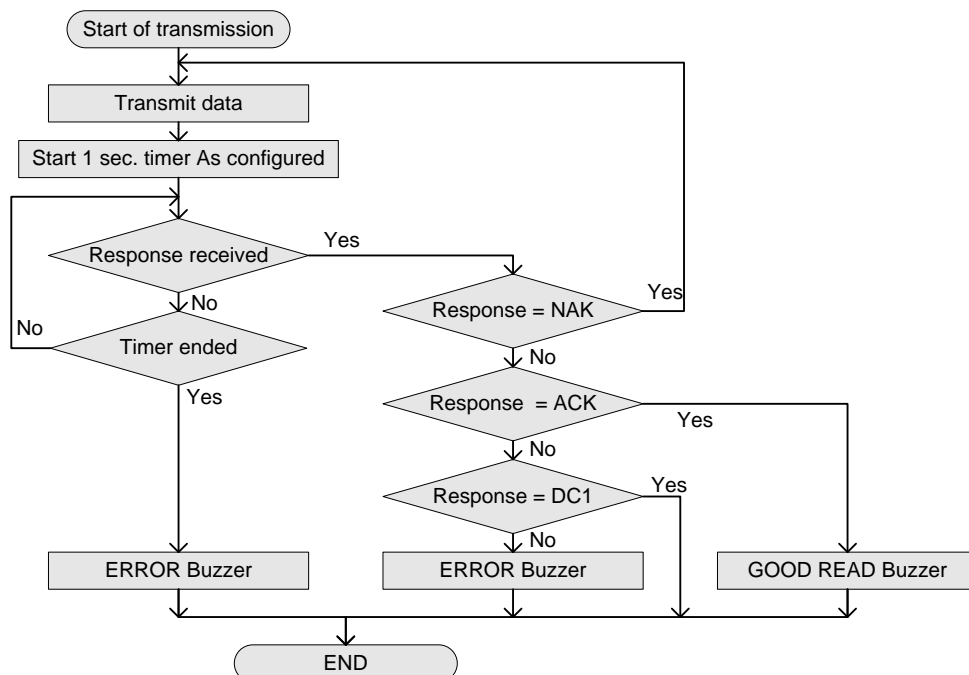 Start of transmission
Transmit data
Start 1 sec. timer As configured
Response received
Yes
No
Response = NAK
Yes
No
Timer ended
No
Yes
Response  = ACK
Yes
No
Response = DC1
Yes
No
ERROR Buzzer
ERROR Buzzer
GOOD READ Buzzer
END